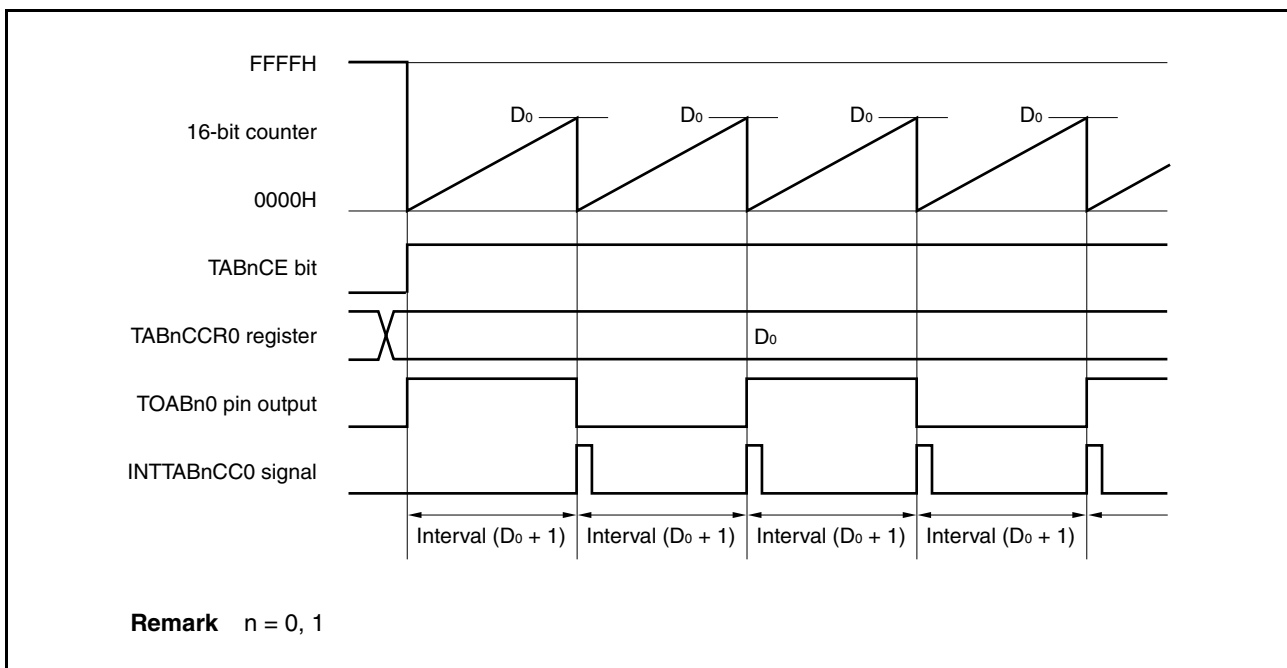 FFFFH
D0 D0 D0 D0
16-bit counter
0000H
TABnCE bit
TABnCCR0 register D0
TOABn0 pin output
INTTABnCC0 signal
Interval (D0 + 1) Interval (D0 + 1) Interval (D0 + 1) Interval (D0 + 1)
Remark n = 0, 1